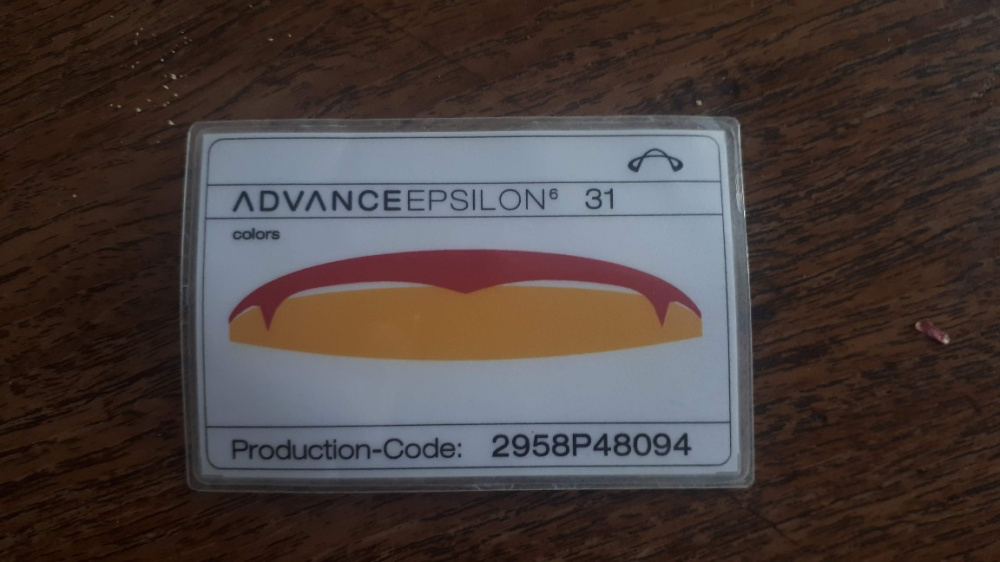 ADVANCEEPSILON⁶ 31
colors
Production-Code: 2958P48094